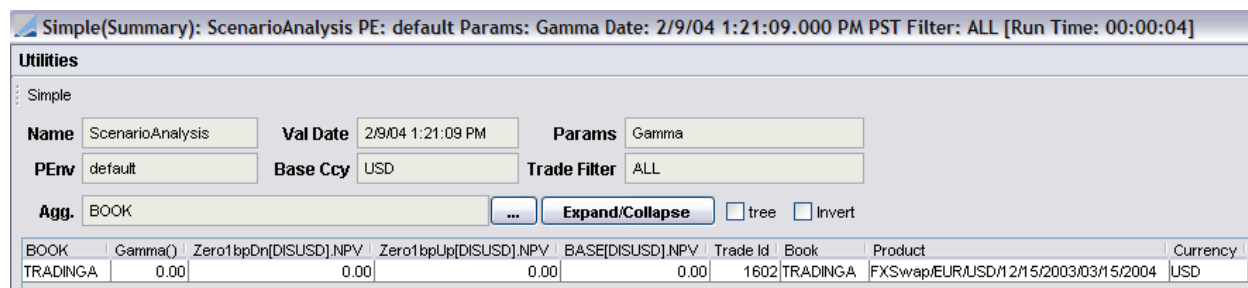 Simple(Summary): ScenarioAnalysis PE: default Params: Gamma Date: 2/9/04 1:21:09.000 PM PST Filter: ALL [Run Time: 00:00:04]
Utilities
Simple
Name ScenarioAnalysis Val Date 2/9/04 1:21:09 PM Params Gamma
PEnv default Base Ccy USD Trade Filter ALL
Agg. BOOK ... Expand/Collapse tree Invert
BOOK Gamma() Zero1bpDn[DISUSD].NPV Zero1bpUp[DISUSD].NPV BASE[DISUSD].NPV Trade Id Book Product Currency
TRADINGA 0.00 0.00 0.00 0.00 1602 TRADINGA FXSwap/EUR/USD/12/15/2003/03/15/2004 USD